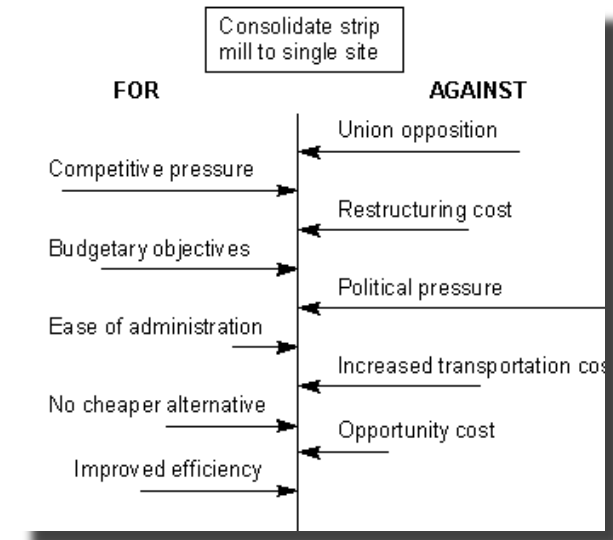 Consolidate strip
mill to single site
FOR
AGAINST
Union opposition
Competitive pressure
Restructuring cost
Budgetary objectives
Political pressure
Ease of administration
Increased transportation cos
No cheaper alternative
Opportunity cost
Improved efficiency